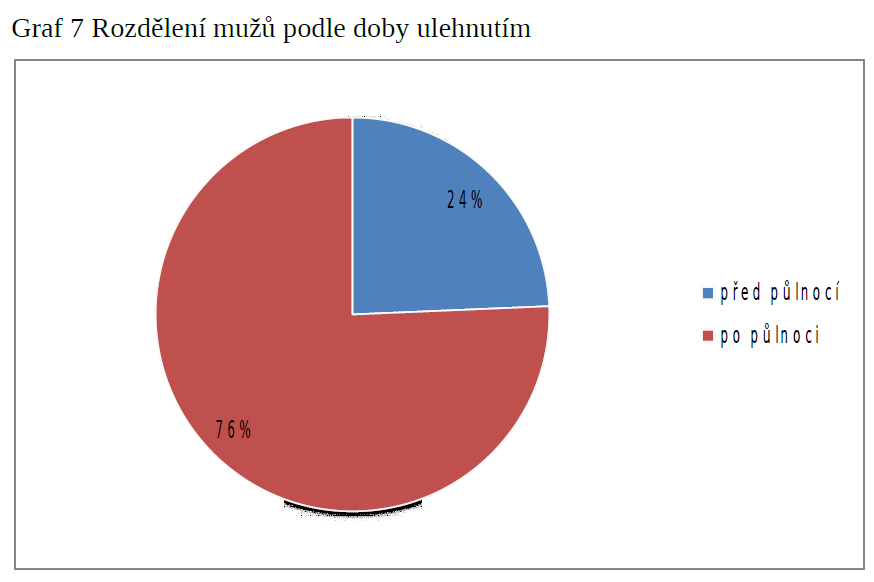 Graf 7 Rozdělení mužů podle doby ulehnutím
24%
před půlnocí
po půlnoci
76%